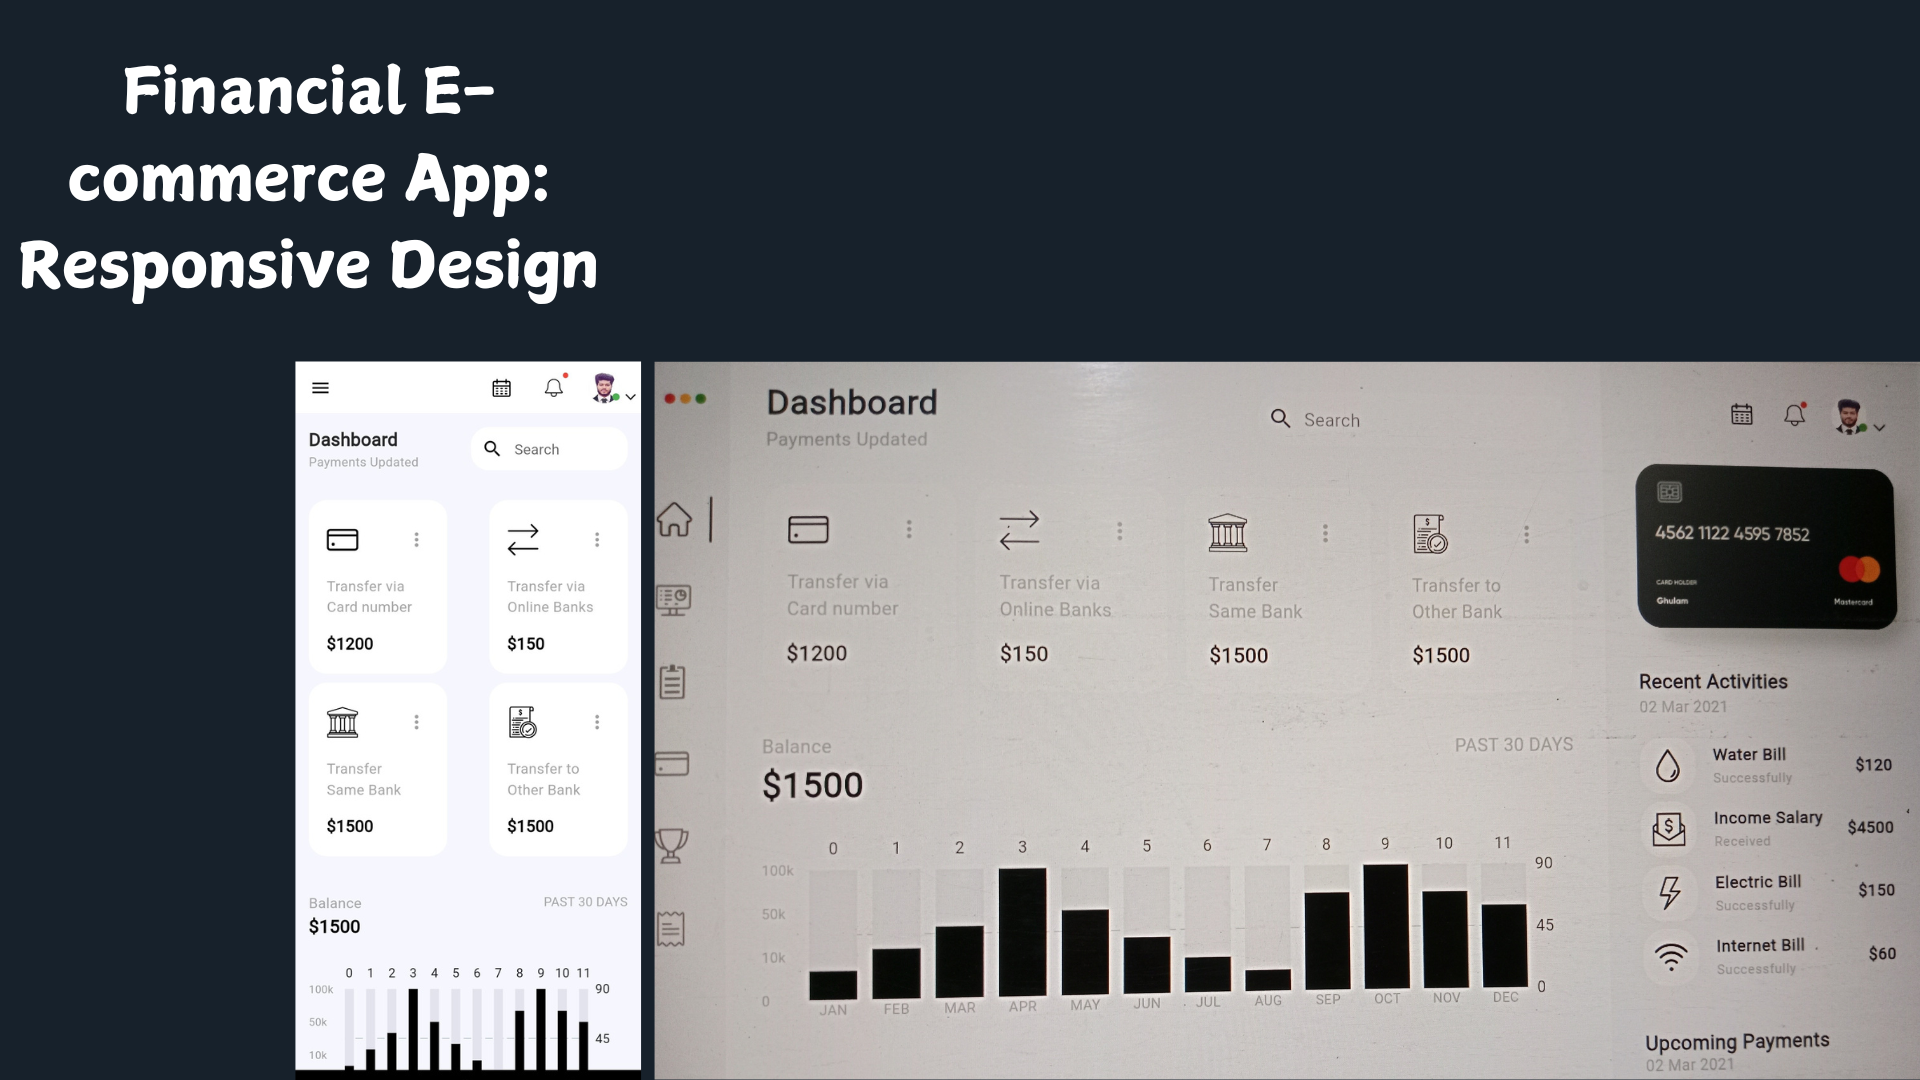 Financial E-
commerce App:
Responsive Design
Dashboard
Payments Updated
Search
Transfer via
Card number
$1200
Transfer via
Online Banks
$150
Transfer
Same Bank
$1500
Transfer to
Other Bank
$1500
Balance
PAST 30 DAYS
$1500
0 1 2 3 4 5 6 7 8 9 10 11
100k
50k
10k
90
45
Dashboard
Payments Updated
Search
Transfer via
Card number
$1200
Transfer via
Online Banks
$150
Transfer
Same Bank
$1500
Transfer to
Other Bank
$1500
Balance
PAST 30 DAYS
$1500
0 1 2 3 4 5 6 7 8 9 10 11
100k
50k
10k
0
90
45
0
JAN FEB MAR APR MAY JUN JUL AUG SEP OCT NOV DEC
4562 1122 4595 7852
CARD HOLDER
Ghulam
Mastercard
Recent Activities
02 Mar 2021
Water Bill
Successfully
$120
Income Salary
Received
$4500
Electric Bill
Successfully
$150
Internet Bill
Successfully
$60
Upcoming Payments
02 Mar 2021